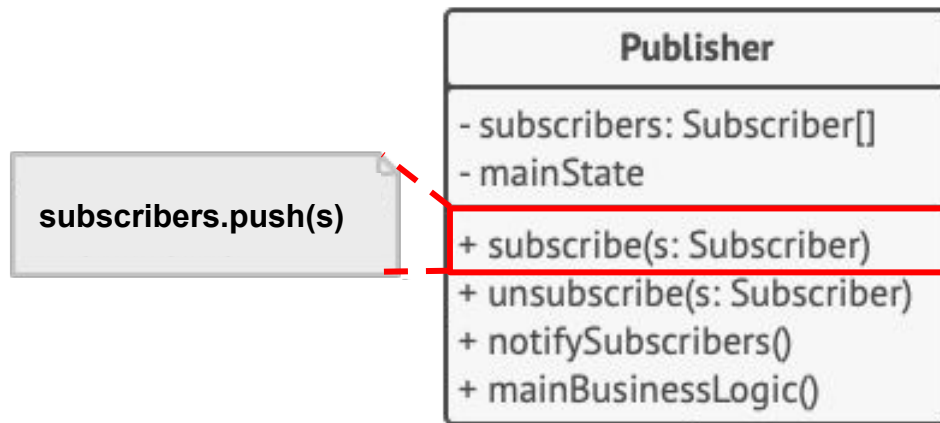 Publisher
- subscribers: Subscriber[]
- mainState
subscribers.push(s)
+ subscribe(s: Subscriber)
+ unsubscribe(s: Subscriber)
+ notifySubscribers()
+ mainBusinessLogic()